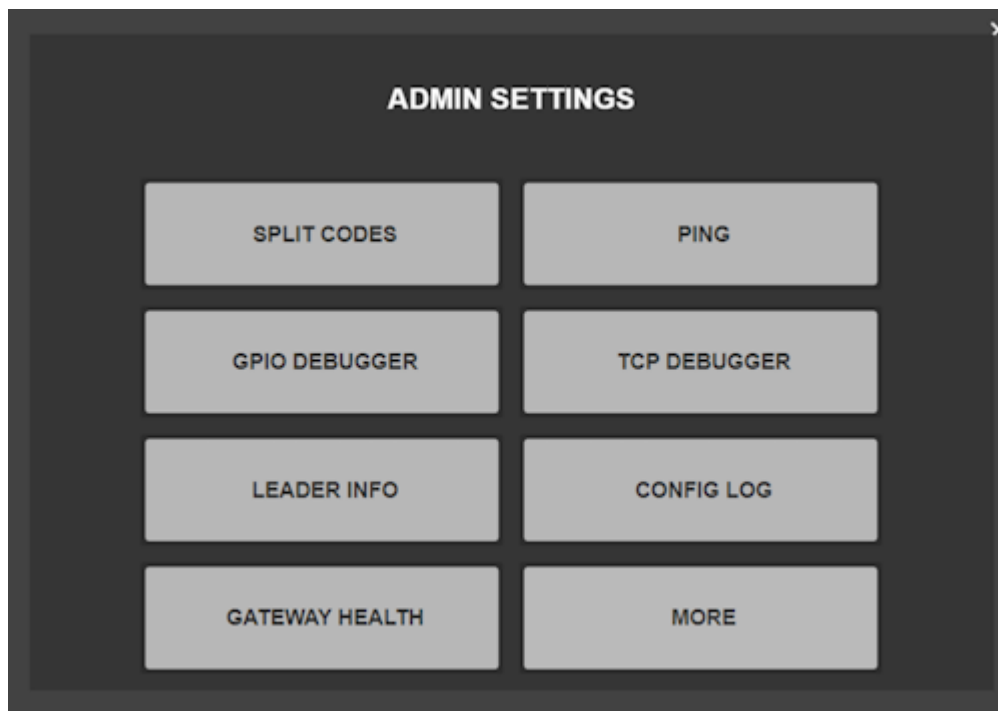 ADMIN SETTINGS
SPLIT CODES
PING
GPIO DEBUGGER
TCP DEBUGGER
LEADER INFO
CONFIG LOG
GATEWAY HEALTH
MORE